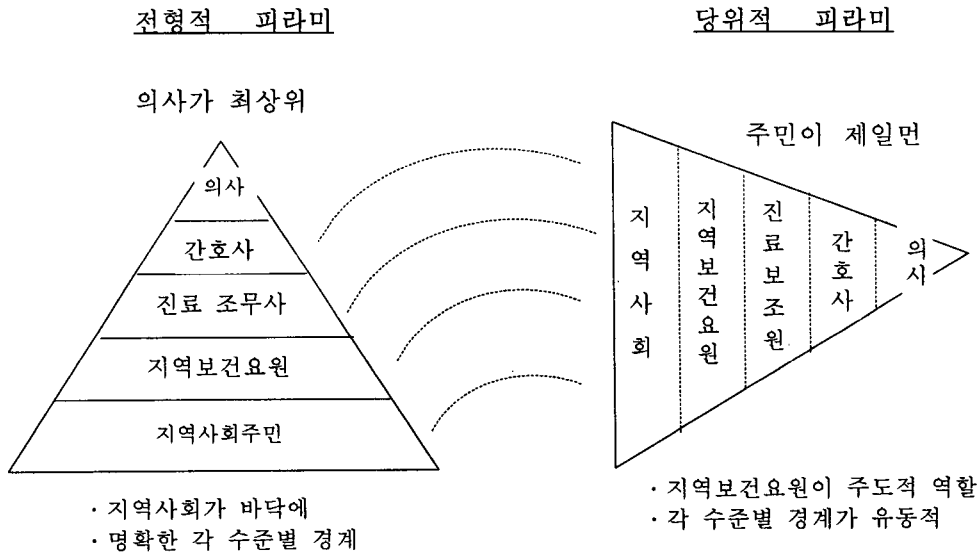 전형적 피라미
의사가 최상위
의사
간호사
진료 조무사
지역보건요원
지역사회주민
· 지역사회가 바닥에
· 명확한 각 수준별 경계
당위적 피라미
주민이 제일먼
지역사회
지역보건요원
진료보조원
간호사
의시
· 지역보건요원이 주도적 역할
· 각 수준별 경계가 유동적